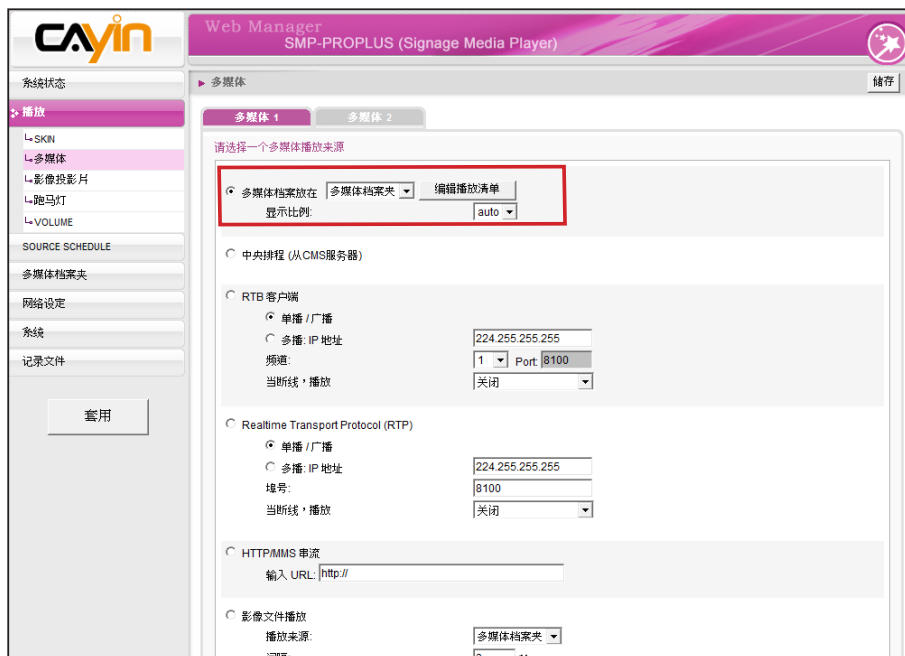 CAYIN
Web Manager
SMP-PROPLUS (Signage Media Player)
系统状态
播放
SKIN
多媒体
影像投影片
跑马灯
VOLUME
SOURCE SCHEDULE
多媒体档案夹
网络设定
系统
记录文件
套用
多媒体
储存
多媒体 1 多媒体 2
请选择一个多媒体播放来源
多媒体档案放在 多媒体档案夹 编辑播放清单
显示比例: auto
中央排程 (从CMS服务器)
RTB 客户端
单播 / 广播
多播: IP 地址 224.255.255.255
频道: 1 Port: 8100
当断线，播放 关闭
Realtime Transport Protocol (RTP)
单播 / 广播
多播: IP 地址 224.255.255.255
埠号: 8100
当断线，播放 关闭
HTTP/MMS 串流
输入 URL: http://
影像文件播放
播放来源: 多媒体档案夹